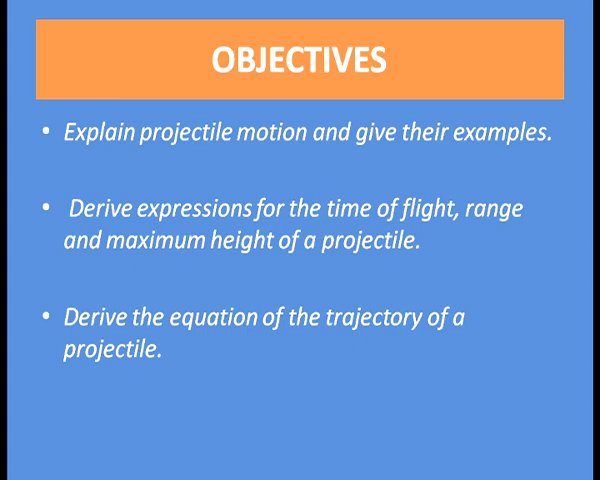 OBJECTIVES
• Explain projectile motion and give their examples.
• Derive expressions for the time of flight, range
and maximum height of a projectile.
• Derive the equation of the trajectory of a
projectile.